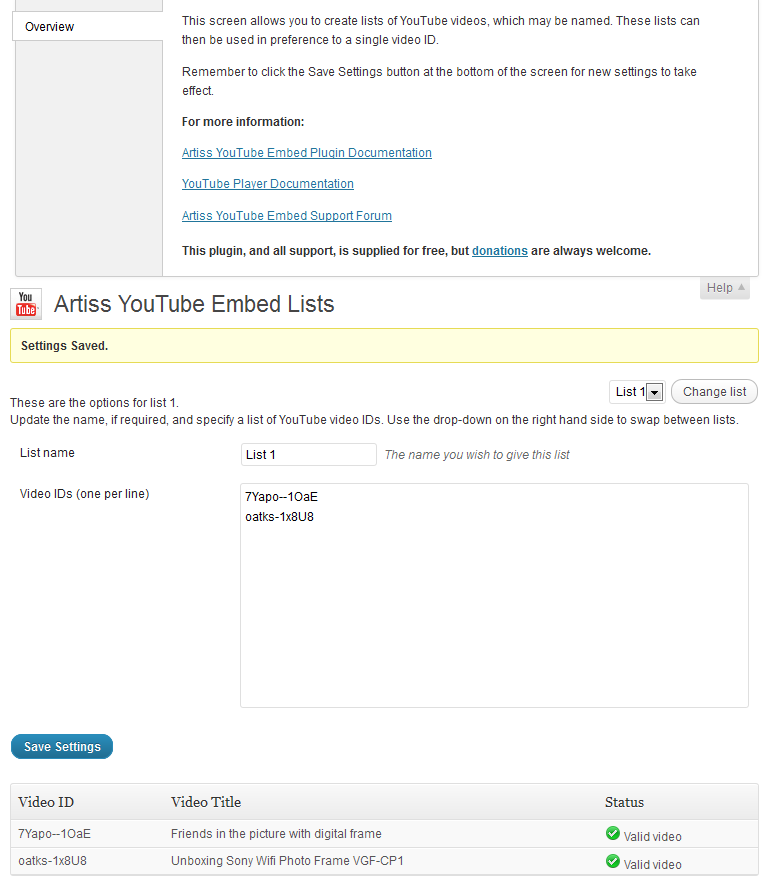 Overview
This screen allows you to create lists of YouTube videos, which may be named. These lists can
then be used in preference to a single video ID.
Remember to click the Save Settings button at the bottom of the screen for new settings to take
effect.
For more information:
Artiss YouTube Embed Plugin Documentation
YouTube Player Documentation
Artiss YouTube Embed Support Forum
This plugin, and all support, is supplied for free, but donations are always welcome.
Help
You
Tube
Artiss YouTube Embed Lists
Settings Saved.
List 1
Change list
These are the options for list 1.
Update the name, if required, and specify a list of YouTube video IDs. Use the drop-down on the right hand side to swap between lists.
List name
List 1
The name you wish to give this list
Video IDs (one per line)
7Yapo--1OaE
oatks-1x8U8
Save Settings
Video ID Video Title Status
7Yapo--1OaE Friends in the picture with digital frame Valid video
oatks-1x8U8 Unboxing Sony Wifi Photo Frame VGF-CP1 Valid video